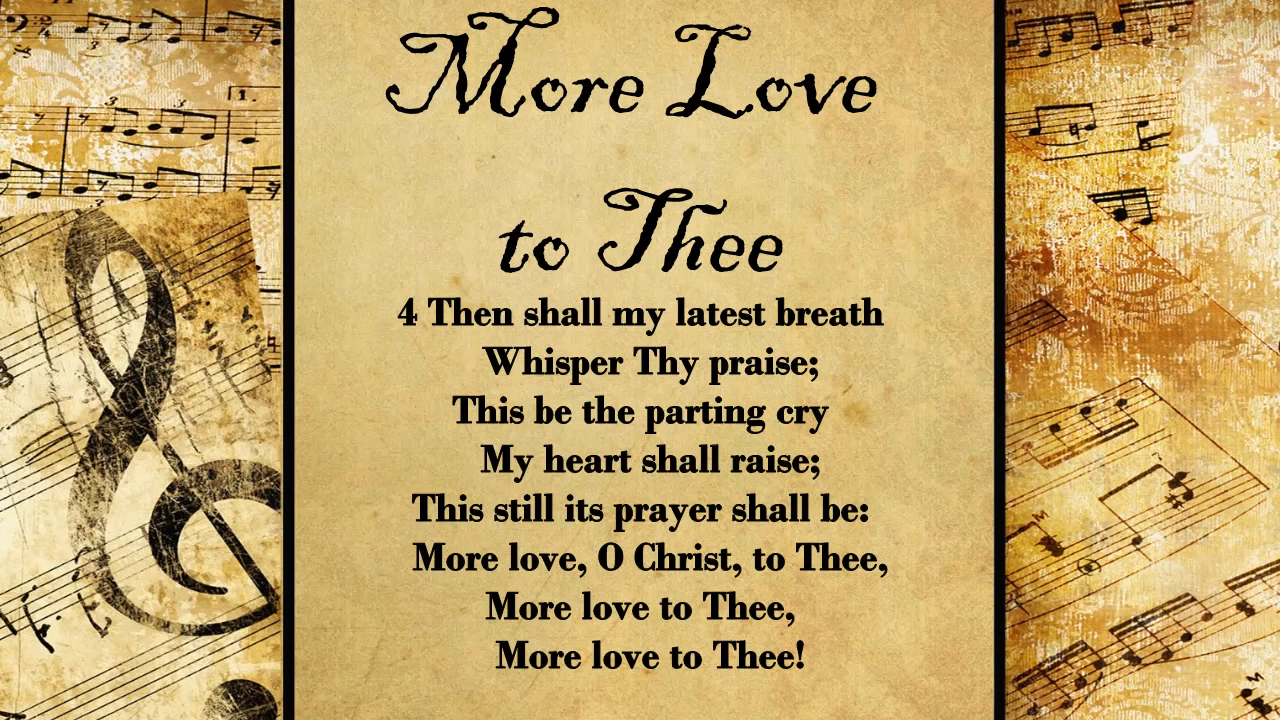 More Love
to Thee
4 Then shall my latest breath
Whisper Thy praise;
This be the parting cry
My heart shall raise;
This still its prayer shall be:
More love, O Christ, to Thee,
More love to Thee,
More love to Thee!